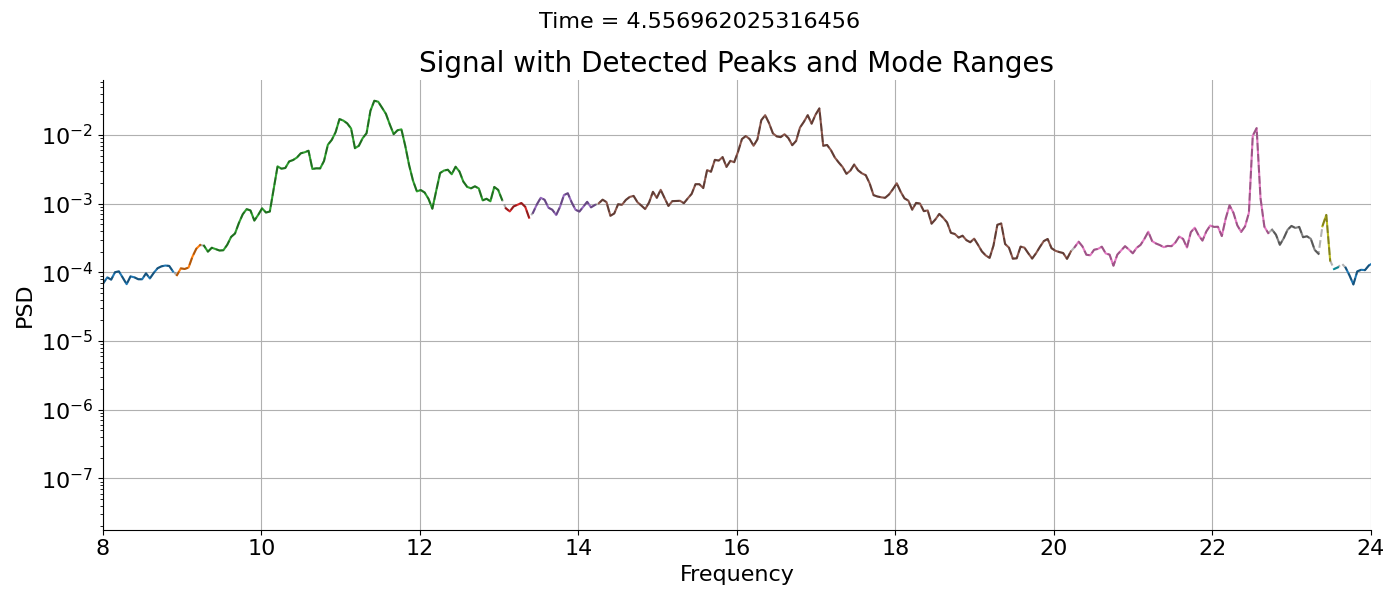 Time = 4.556962025316456
Signal with Detected Peaks and Mode Ranges
10⁻²
10⁻³
10⁻⁴
10⁻⁵
10⁻⁶
10⁻⁷
PSD
8 10 12 14 16 18 20 22 24
Frequency